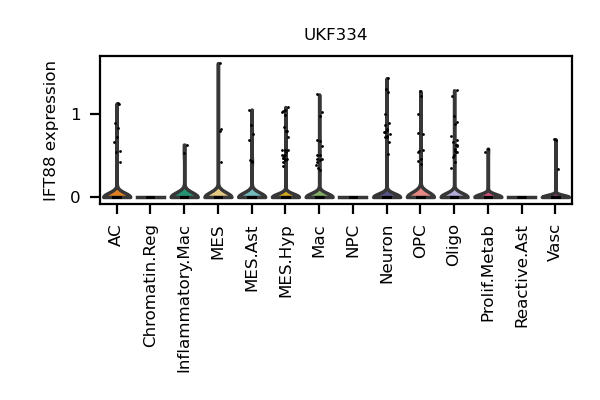 UKF334
IFT88 expression
1
0
AC
Chromatin.Reg
Inflammatory.Mac
MES
MES.Ast
MES.Hyp
Mac
NPC
Neuron
OPC
Oligo
Prolif.Metab
Reactive.Ast
Vasc